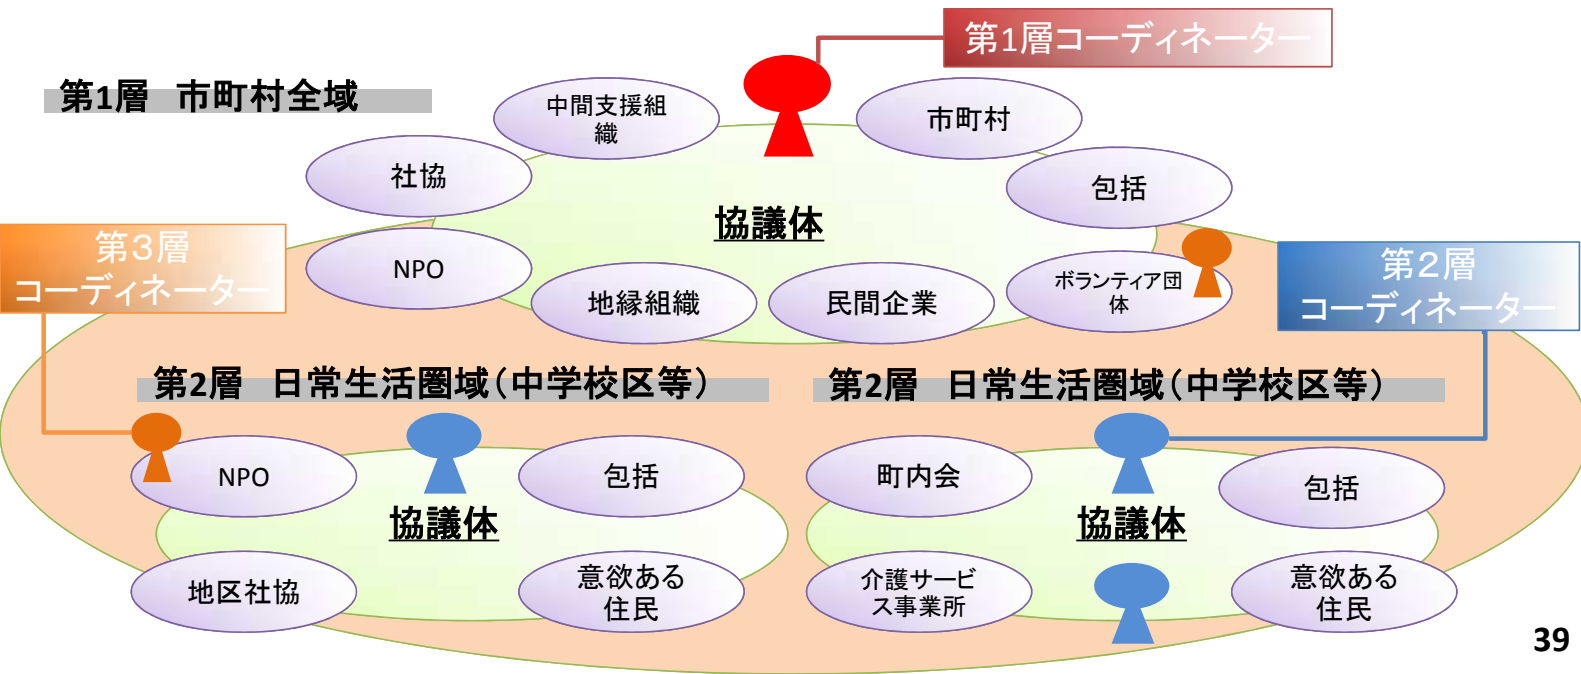 第1層コーディネーター
第1層　市町村全域
中間支援組
織
市町村
社協
包括
協議体
第３層
コーディネーター
NPO
ボランティア団
体
第２層
コーディネーター
地縁組織
民間企業
第2層　日常生活圏域（中学校区等）
第2層　日常生活圏域（中学校区等）
NPO
包括
協議体
地区社協
意欲ある
住民
町内会
包括
協議体
介護サービ
ス事業所
意欲ある
住民
39